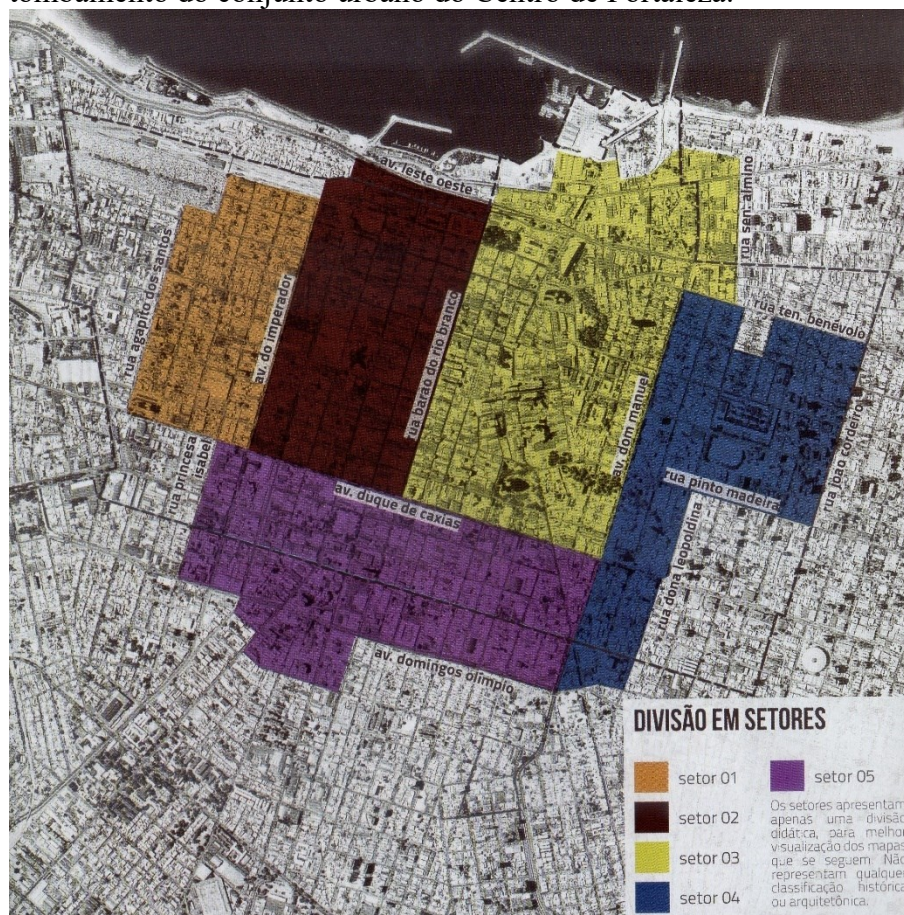 tombamento do conjunto urbano do Centro de Fortaleza.
av. leste oeste
rua sen. almino
rua agapito dos santos
av. do imperador
rua barão do rio branco
rua ten. benévolo
av. dom manuel
rua joão cordeiro
rua princesa
isabel
av. duque de caxias
rua pinto madeira
rua dona leopoldina
av. domingos olímpio
DIVISÃO EM SETORES
setor 01
setor 02
setor 03
setor 04
setor 05
Os setores apresentam
apenas uma divisão
didática, para melhor
visualização dos mapas
que se seguem. Não
representam qualquer
classificação histórica
ou arquitetônica.